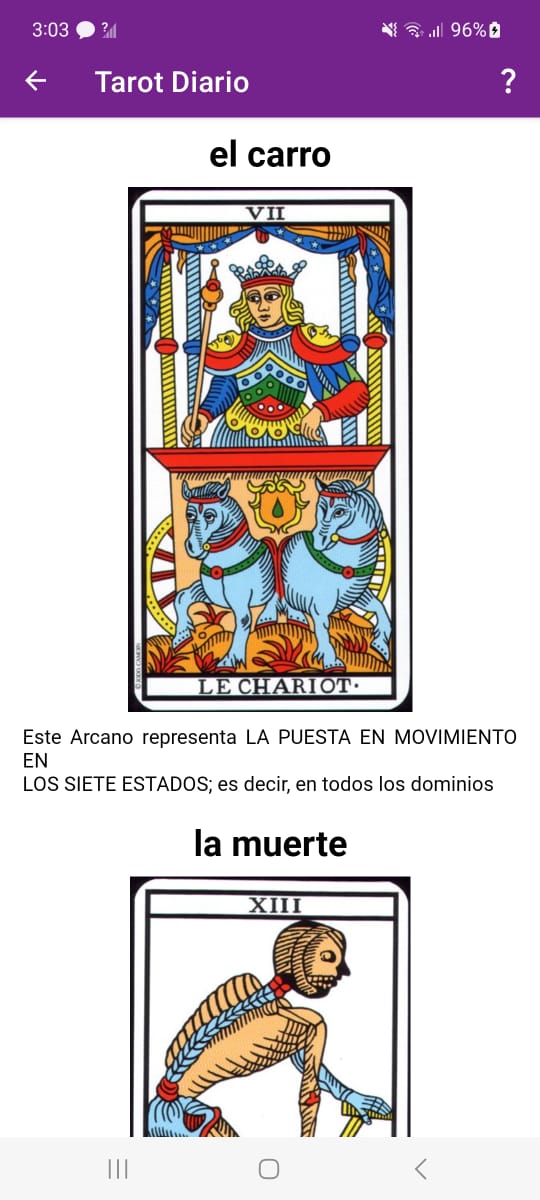 3:03 96%
Tarot Diario ?
el carro
VII
LE CHARIOT·
Este Arcano representa LA PUESTA EN MOVIMIENTO
EN
LOS SIETE ESTADOS; es decir, en todos los dominios
la muerte
XIII